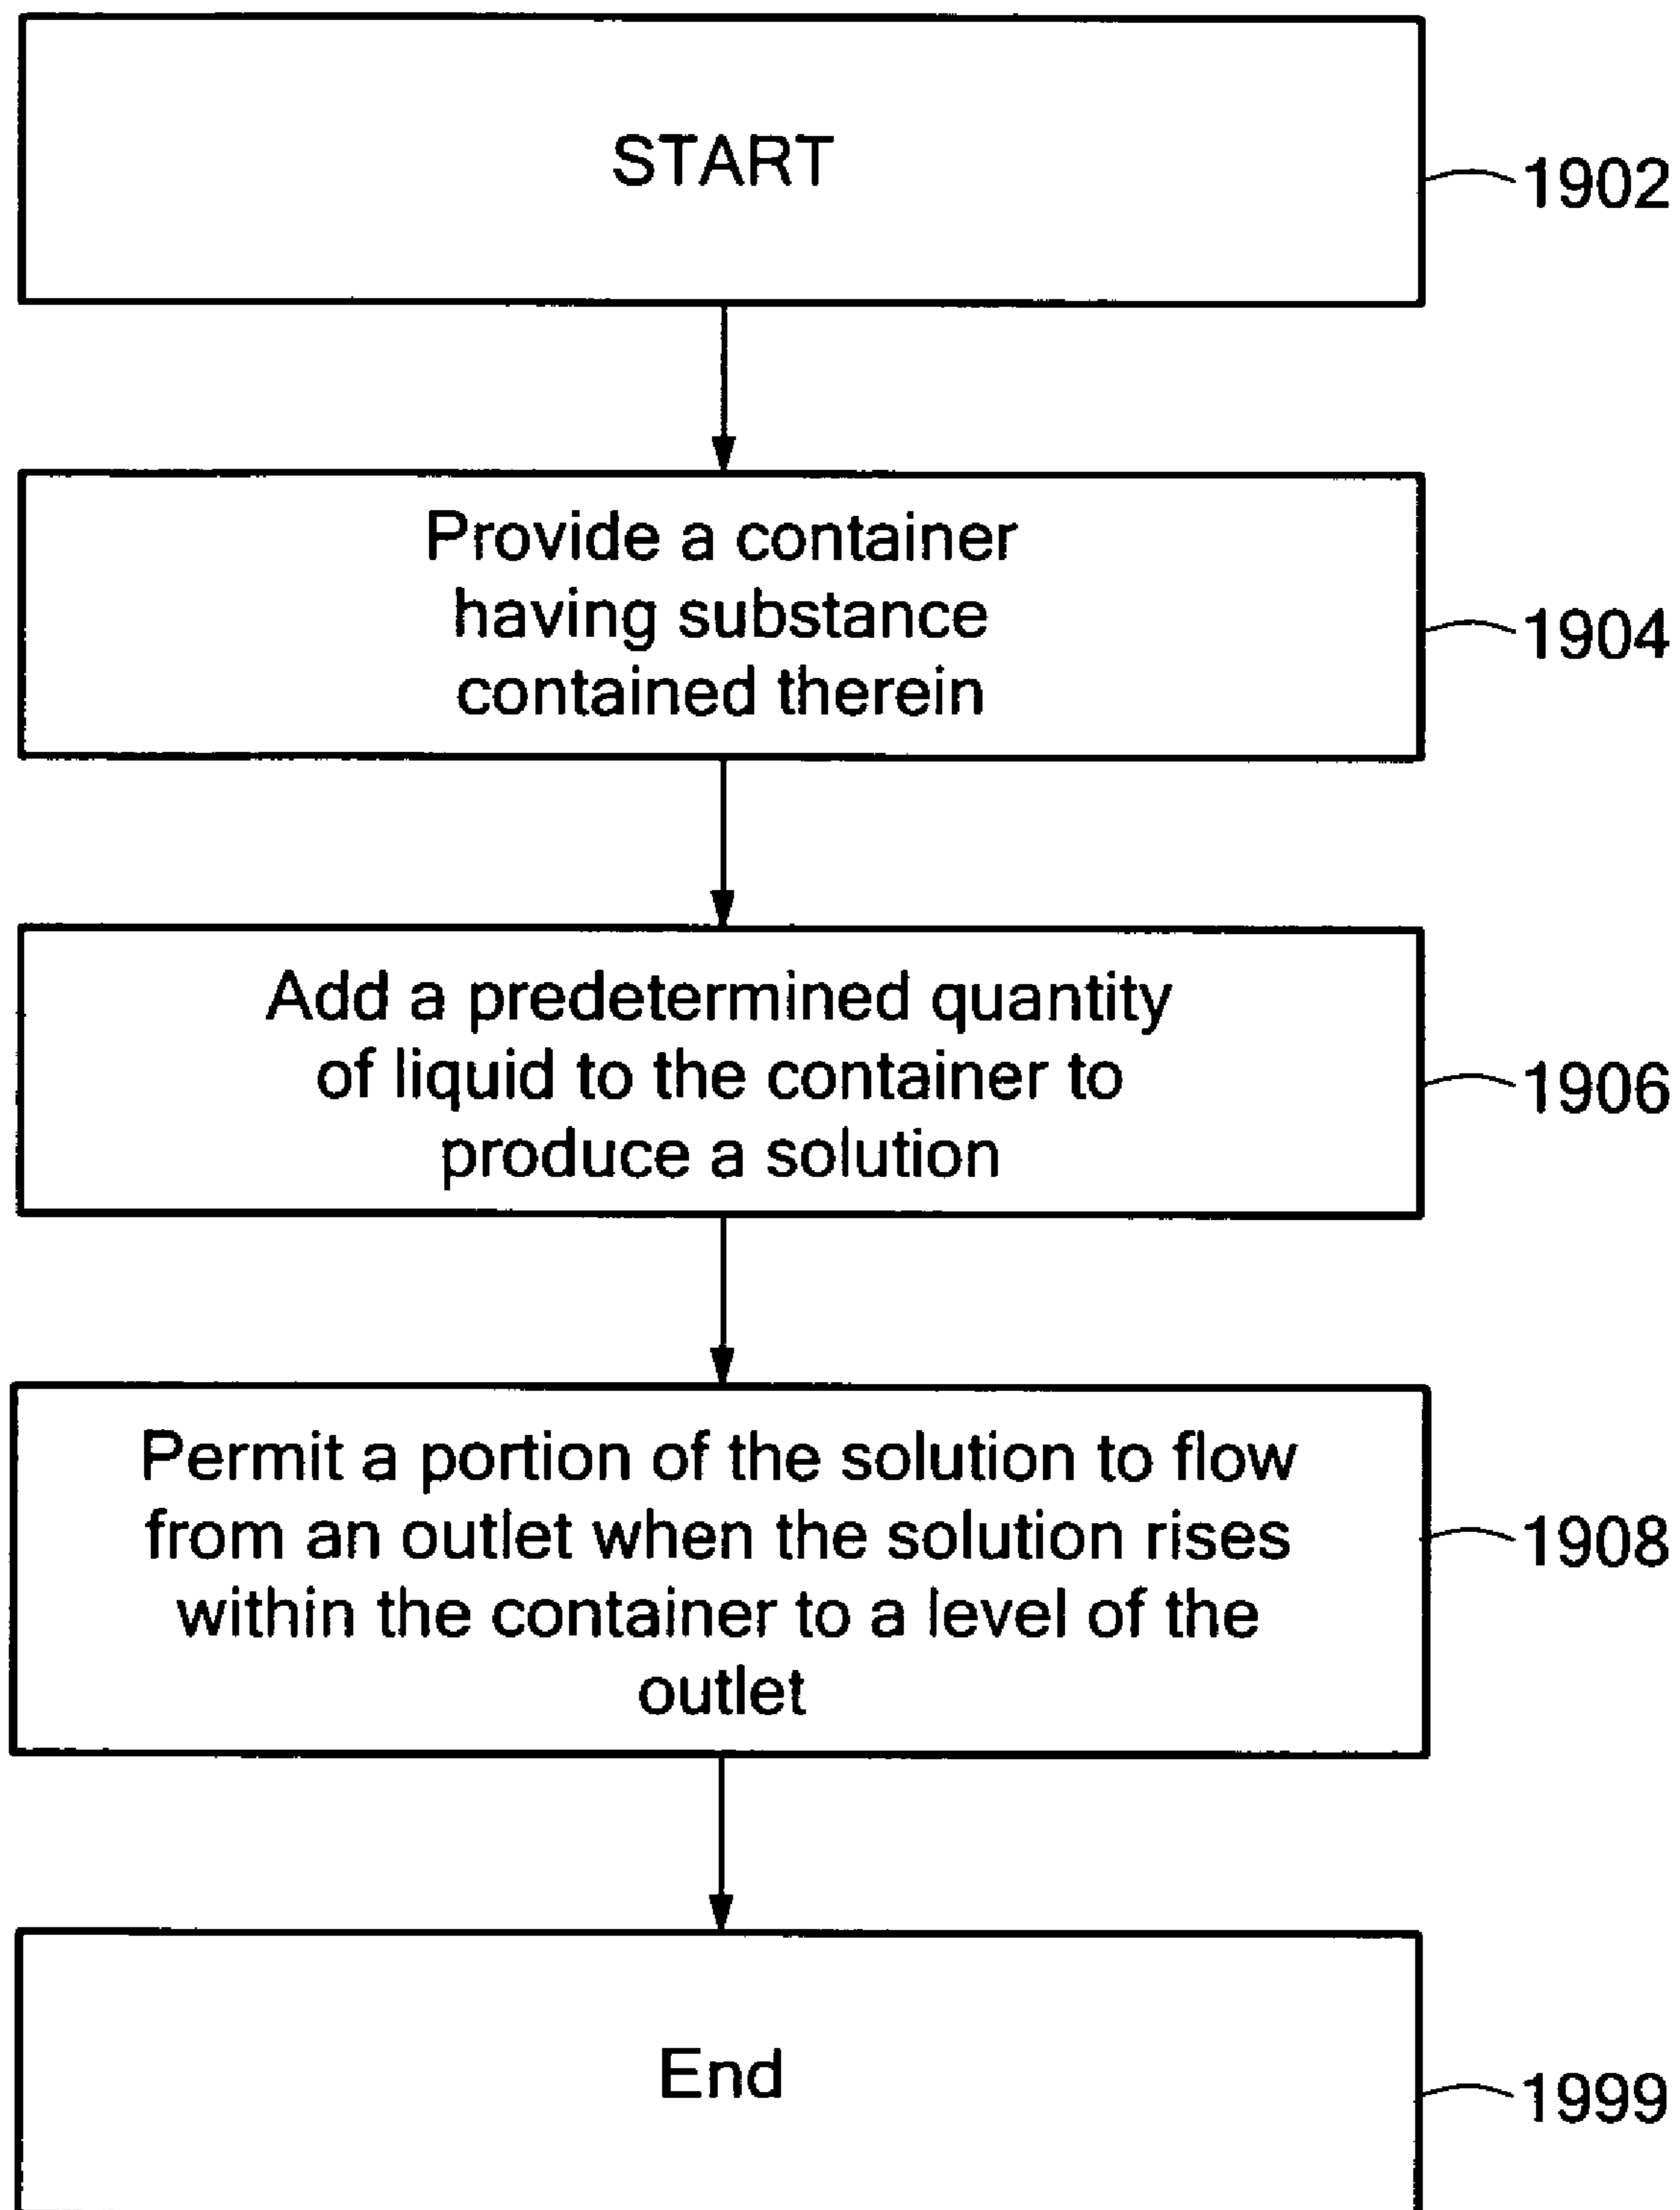 START
1902
Provide a container
having substance
contained therein
1904
Add a predetermined quantity
of liquid to the container to
produce a solution
1906
Permit a portion of the solution to flow
from an outlet when the solution rises
within the container to a level of the
outlet
1908
End
1999